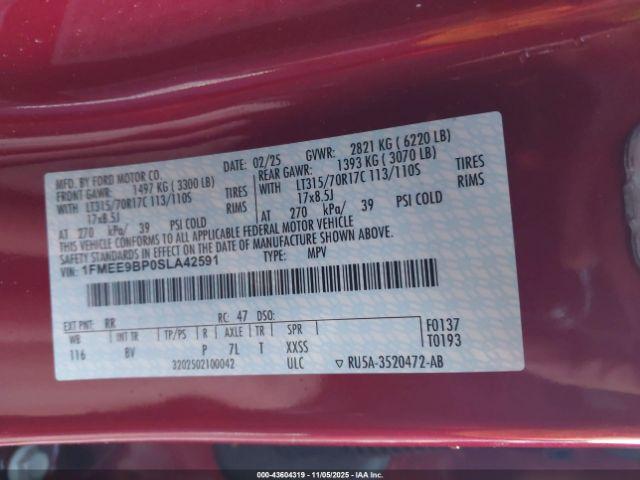 MFD. BY FORD MOTOR CO. DATE: 02/25 GVWR: 2821 KG ( 6220 LB)
FRONT GAWR: 1497 KG ( 3300 LB) REAR GAWR: 1393 KG ( 3070 LB)
WITH LT315/70R17C 113/110S TIRES WITH LT315/70R17C 113/110S TIRES
17x8.5J RIMS 17x8.5J RIMS
AT 270 kPa/ 39 PSI COLD AT 270 kPa/ 39 PSI COLD
THIS VEHICLE CONFORMS TO ALL APPLICABLE FEDERAL MOTOR VEHICLE
SAFETY STANDARDS IN EFFECT ON THE DATE OF MANUFACTURE SHOWN ABOVE.
VIN: 1FMEE9BP0SLA42591 TYPE: MPV
EXT PNT: RR RC: 47 DSO: F0137
WB INT TR TP/PS R AXLE TR SPR T0193
116 BV P 7L T XXSS
3202502100042 ULC ▽ RU5A-3520472-AB
000-43604319 | 11/05/2025 - IAA, Inc.